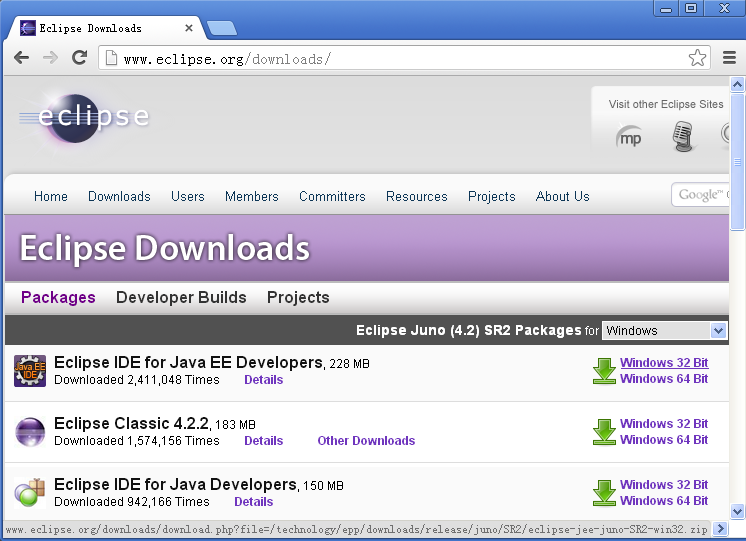 Eclipse Downloads
www.eclipse.org/downloads/
eclipse
Visit other Eclipse Sites
mp
Home Downloads Users Members Committers Resources Projects About Us
Google™
Eclipse Downloads
Packages Developer Builds Projects
Eclipse Juno (4.2) SR2 Packages for Windows
Java EE
IDE
Eclipse IDE for Java EE Developers, 228 MB
Windows 32 Bit
Downloaded 2,411,048 Times Details
Windows 64 Bit
Eclipse Classic 4.2.2, 183 MB
Windows 32 Bit
Downloaded 1,574,156 Times Details Other Downloads
Windows 64 Bit
Eclipse IDE for Java Developers, 150 MB
Windows 32 Bit
Downloaded 942,166 Times Details
Windows 64 Bit
www.eclipse.org/downloads/download.php?file=/technology/epp/downloads/release/juno/SR2/eclipse-jee-juno-SR2-win32.zip